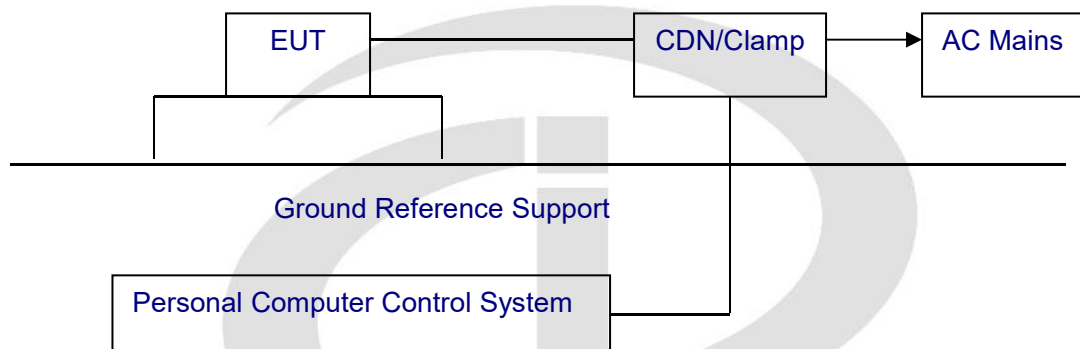 EUT
CDN/Clamp
AC Mains
Ground Reference Support
Personal Computer Control System